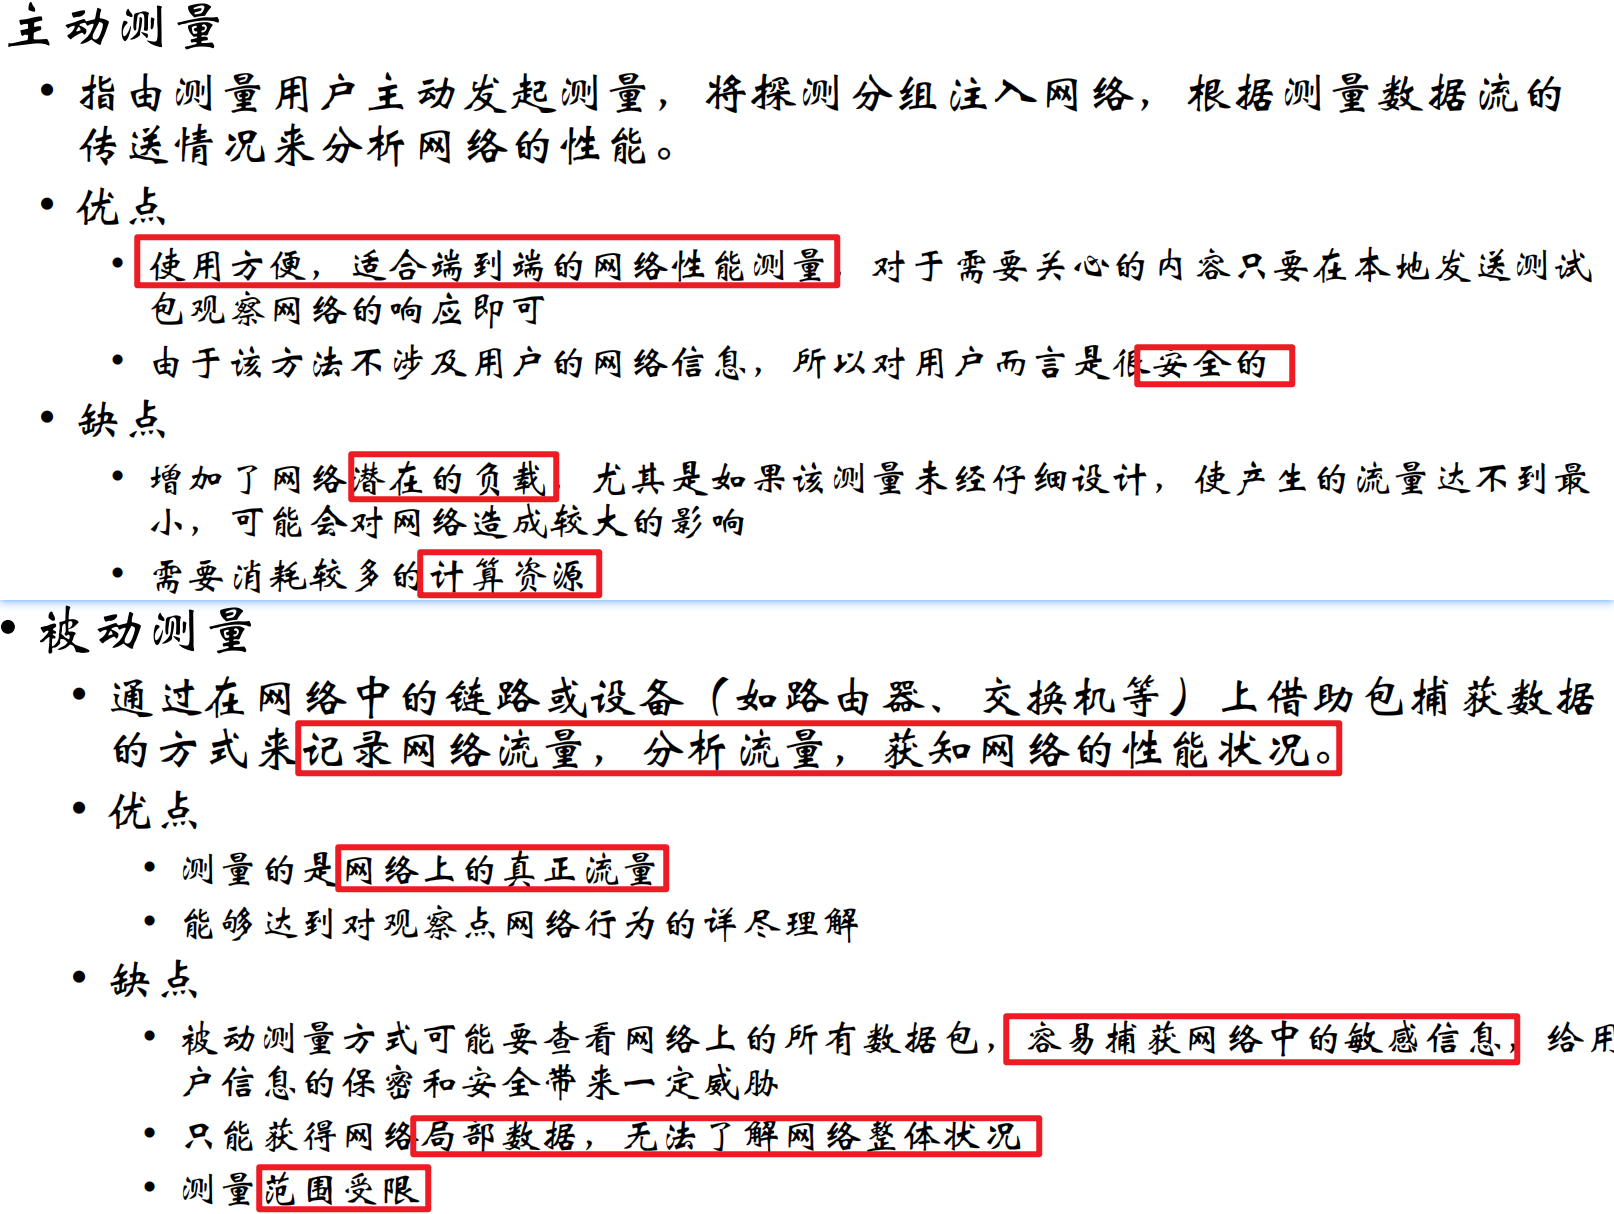 主动测量
• 指由测量用户主动发起测量，将探测分组注入网络，根据测量数据流的
传送情况来分析网络的性能。
• 优点
• 使用方便，适合端到端的网络性能测量，对于需要关心的内容只要在本地发送测试
包观察网络的响应即可
• 由于该方法不涉及用户的网络信息，所以对用户而言是很安全的
• 缺点
• 增加了网络潜在的负载，尤其是如果该测量未经仔细设计，使产生的流量达不到最
小，可能会对网络造成较大的影响
• 需要消耗较多的计算资源
• 被动测量
• 通过在网络中的链路或设备（如路由器、交换机等）上借助包捕获数据
的方式来记录网络流量，分析流量，获知网络的性能状况。
• 优点
• 测量的是网络上的真正流量
• 能够达到对观察点网络行为的详尽理解
• 缺点
• 被动测量方式可能要查看网络上的所有数据包，容易捕获网络中的敏感信息，给用
户信息的保密和安全带来一定威胁
• 只能获得网络局部数据，无法了解网络整体状况
• 测量范围受限